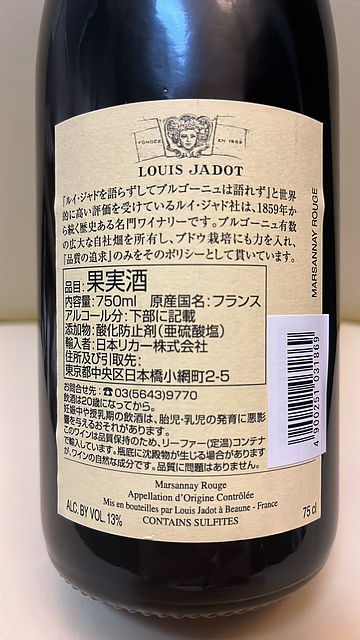 FONDÉE EN 1859
LOUIS JADOT
『ルイ・ジャドを語らずしてブルゴーニュは語れず』と世界
的に高い評価を受けているルイ・ジャド社は、1859年か
ら続く歴史ある名門ワイナリーです。ブルゴーニュ有数
の広大な自社畑を所有し、ブドウ栽培にも力を入れ、
「品質の追求」のみをそのポリシーとして貫いています。
品目:果実酒
内容量:750ml 原産国名:フランス
アルコール分:下部に記載
添加物:酸化防止剤(亜硫酸塩)
輸入者:日本リカー株式会社
住所及び引取先:
東京都中央区日本橋小網町2-5
お問合せ先:☎03(5643)9770
飲酒は20歳になってから。
妊娠中や授乳期の飲酒は、胎児・乳児の発育に悪影
響を与えるおそれがあります。
このワインは品質保持のため、リーファー(定温)コンテナ
で輸入しています。瓶底に沈殿物が生じる場合があります
が、ワインの自然な成分です。品質に問題はありません。
MARSANNAY ROUGE
4 900251 031869
Marsannay Rouge
Appellation d'Origine Contrôlée
Mis en bouteilles par Louis Jadot à Beaune - France
ALC. BY VOL. 13%
CONTAINS SULFITES
75 cl